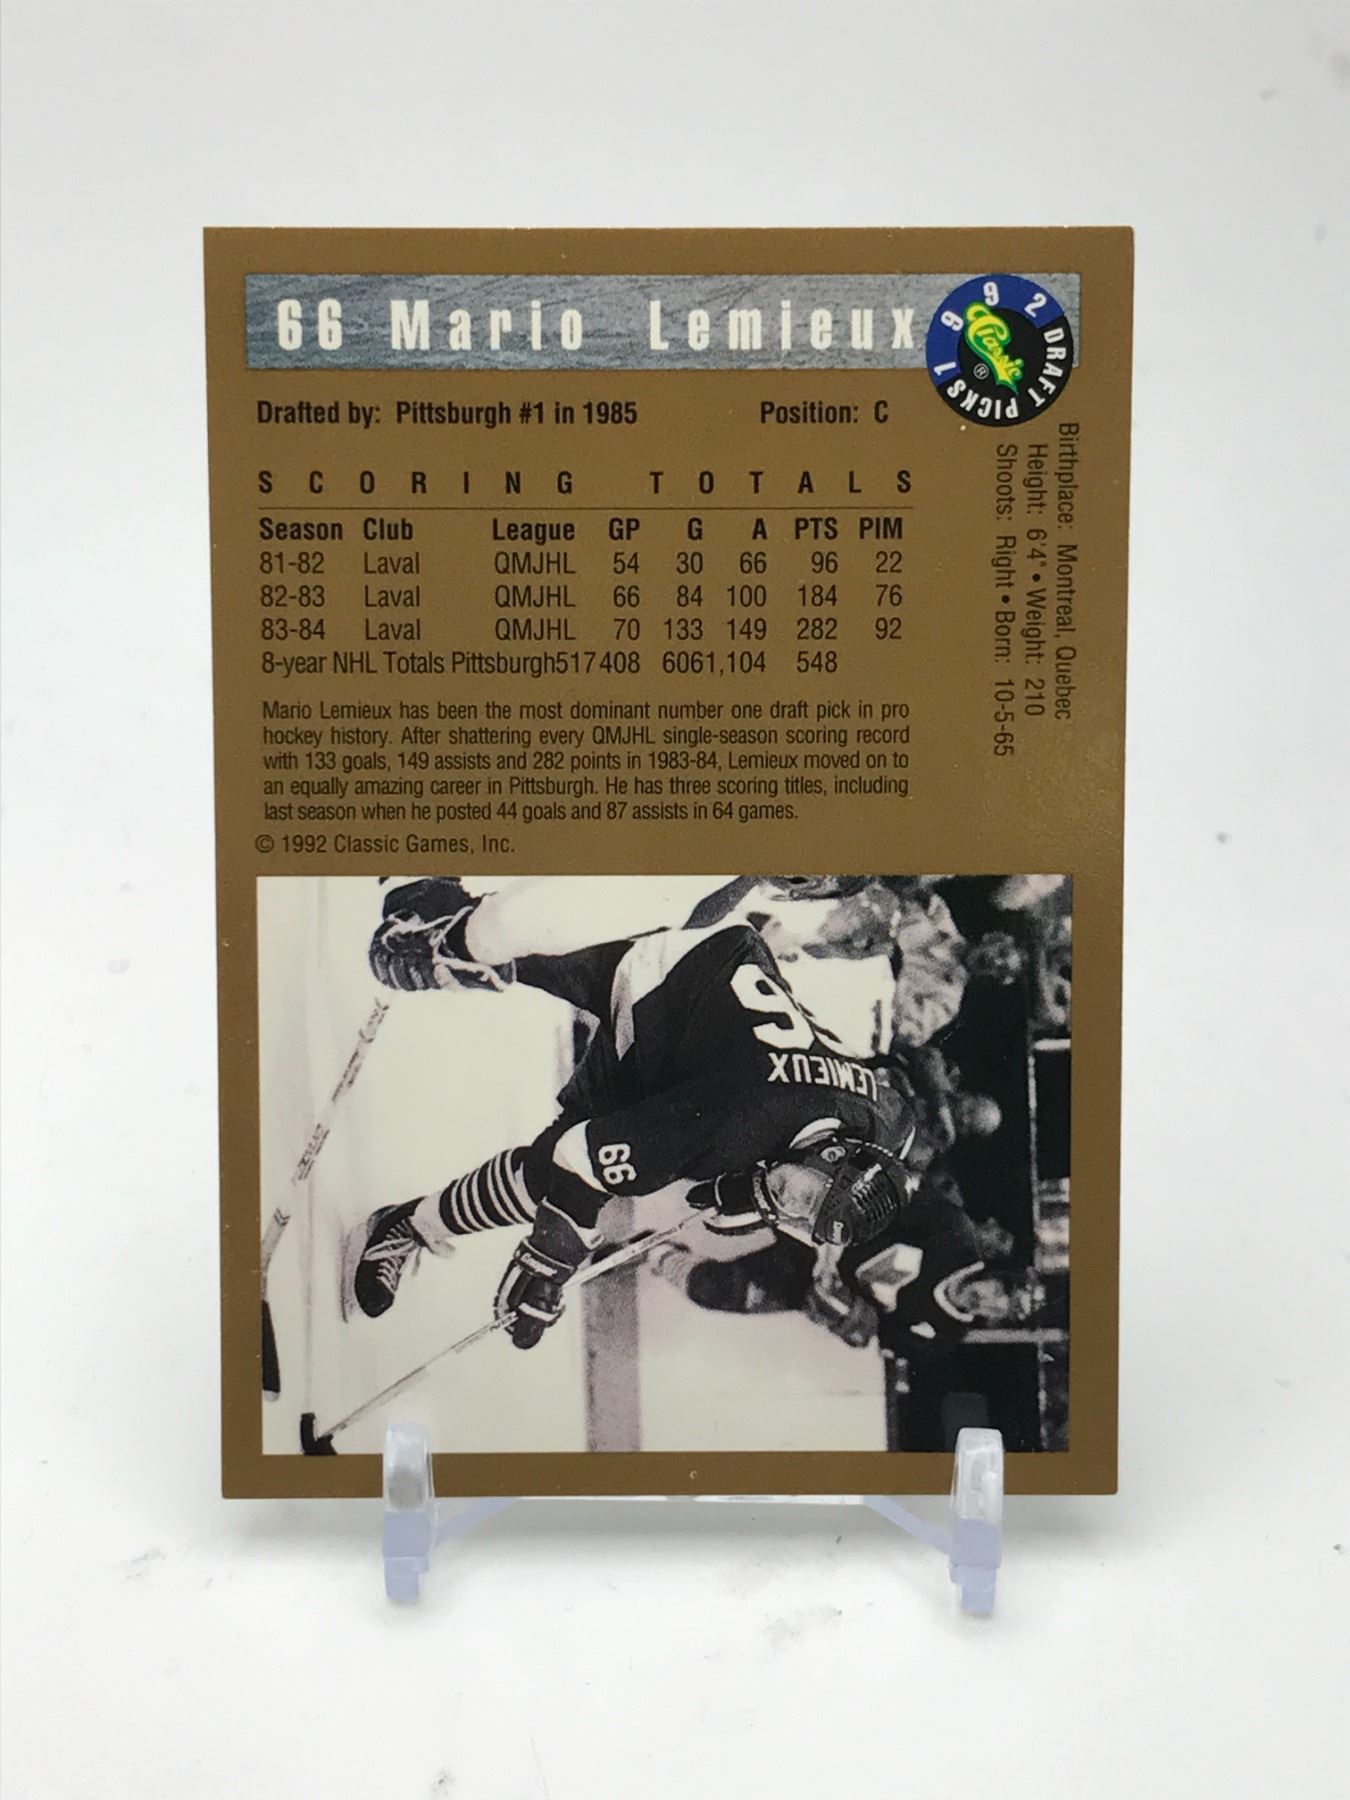 66 Mario Lemieux
1992 DRAFT PICKS
Classic ®
Drafted by: Pittsburgh #1 in 1985
Position: C
SCORING TOTALS
Season Club League GP G A PTS PIM
81-82 Laval QMJHL 54 30 66 96 22
82-83 Laval QMJHL 66 84 100 184 76
83-84 Laval QMJHL 70 133 149 282 92
8-year NHL Totals Pittsburgh517408 6061,104 548
Mario Lemieux has been the most dominant number one draft pick in pro
hockey history. After shattering every QMJHL single-season scoring record
with 133 goals, 149 assists and 282 points in 1983-84, Lemieux moved on to
an equally amazing career in Pittsburgh. He has three scoring titles, including
last season when he posted 44 goals and 87 assists in 64 games.
© 1992 Classic Games, Inc.
Birthplace: Montreal, Quebec
Height: 6'4" • Weight: 210
Shoots: Right • Born: 10-5-65
LEMIEUX
66
66